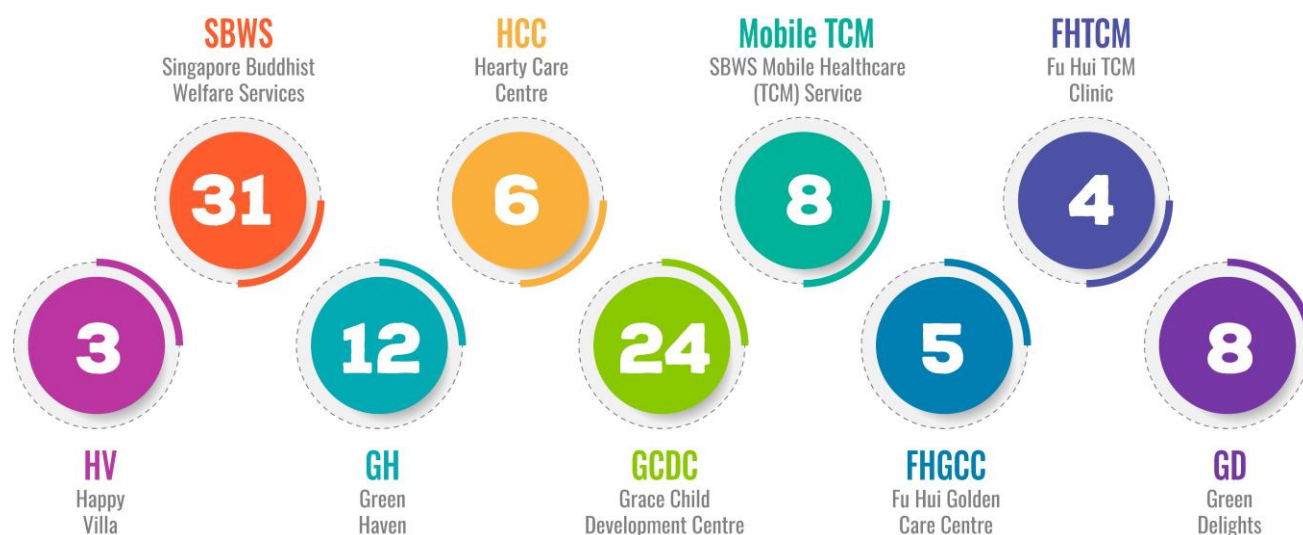 SBWS
Singapore Buddhist
Welfare Services
31
HCC
Hearty Care
Centre
6
Mobile TCM
SBWS Mobile Healthcare
(TCM) Service
8
FHTCM
Fu Hui TCM
Clinic
4
3
HV
Happy
Villa
12
GH
Green
Haven
24
GCDC
Grace Child
Development Centre
5
FHGCC
Fu Hui Golden
Care Centre
8
GD
Green
Delights